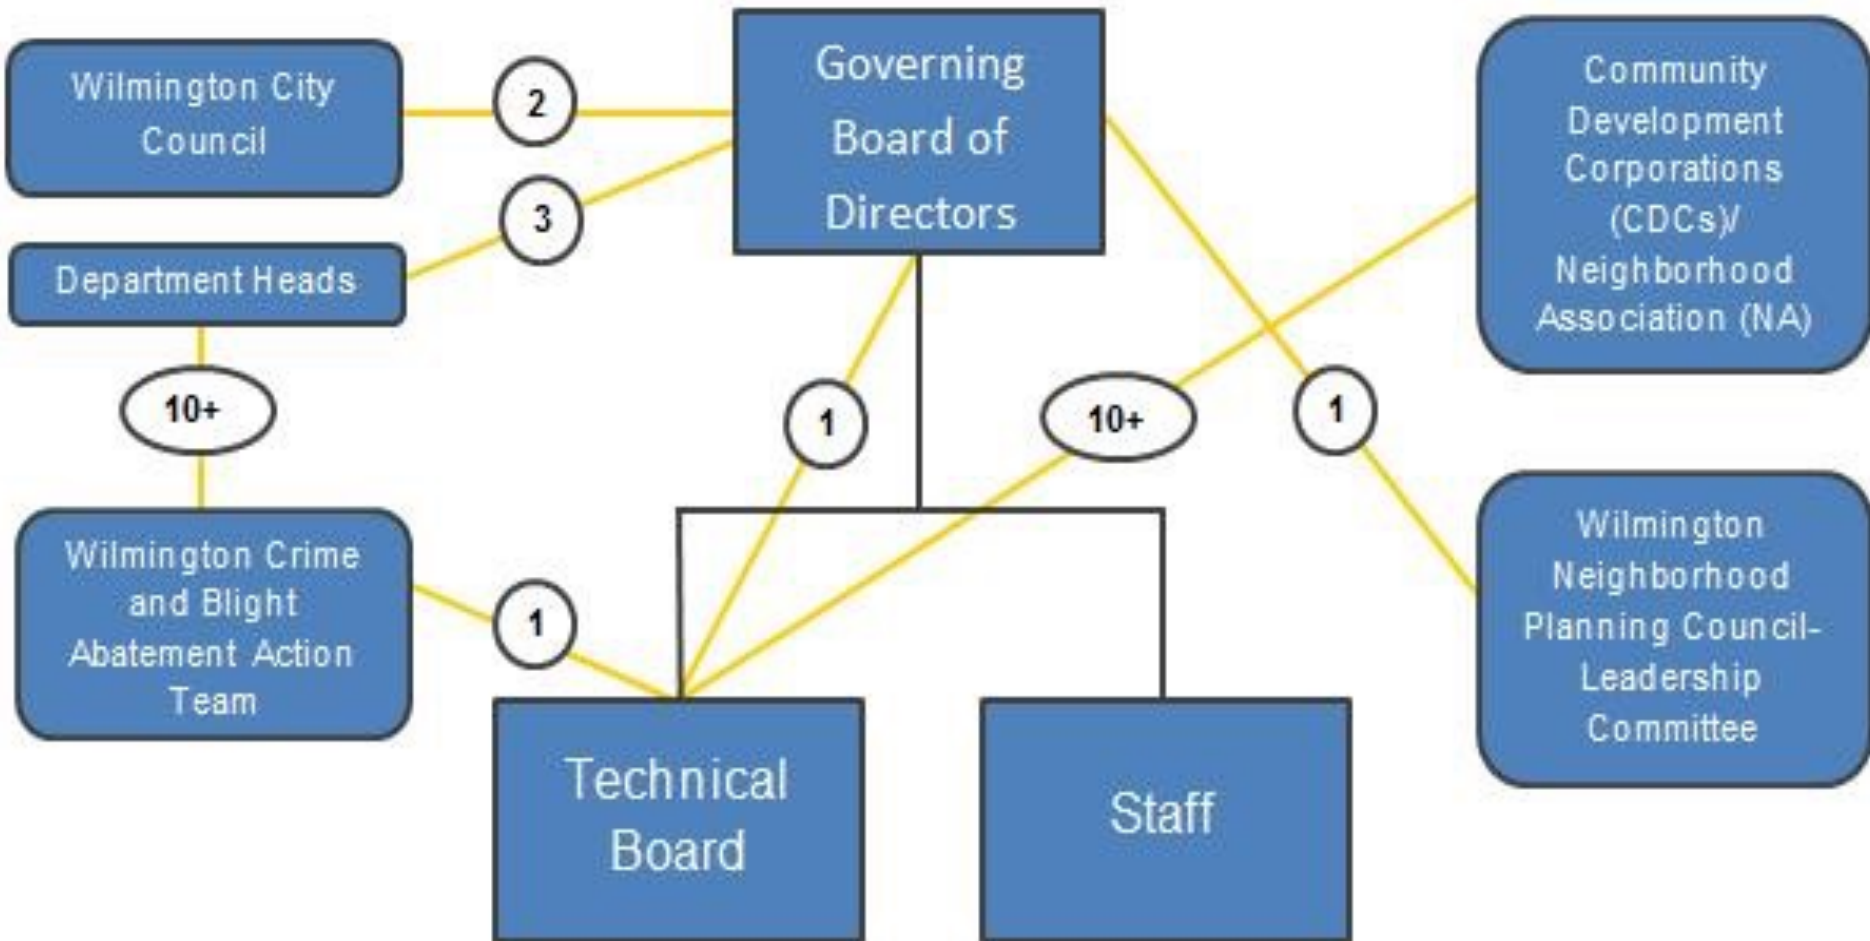 Wilmington City
Council
2
Governing
Board of
Directors
Community
Development
Corporations
(CDCs)/
Neighborhood
Association (NA)
3
Department Heads
10+
1
10+
1
Wilmington Crime
and Blight
Abatement Action
Team
1
Wilmington
Neighborhood
Planning Council-
Leadership
Committee
Technical
Board
Staff